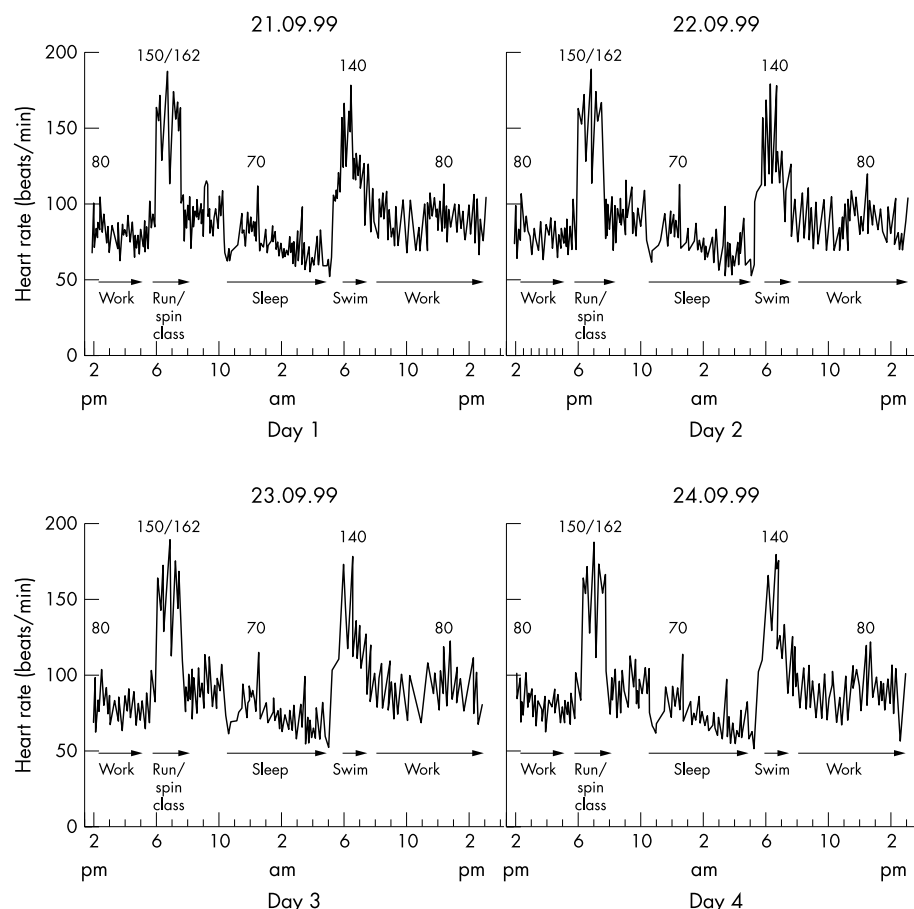 21.09.99
200
150
100
50
0
Heart rate (beats/min)
80
150/162
70
140
80
Work
Run/
spin
class
Sleep
Swim
Work
2
6
10
2
6
10
2
pm
am
pm
Day 1
22.09.99
80
150/162
70
140
80
Work
Run/
spin
class
Sleep
Swim
Work
2
6
10
2
6
10
2
pm
am
pm
Day 2
23.09.99
200
150
100
50
0
Heart rate (beats/min)
80
150/162
70
140
80
Work
Run/
spin
class
Sleep
Swim
Work
2
6
10
2
6
10
2
pm
am
pm
Day 3
24.09.99
80
150/162
70
140
80
Work
Run/
spin
class
Sleep
Swim
Work
2
6
10
2
6
10
2
pm
am
pm
Day 4